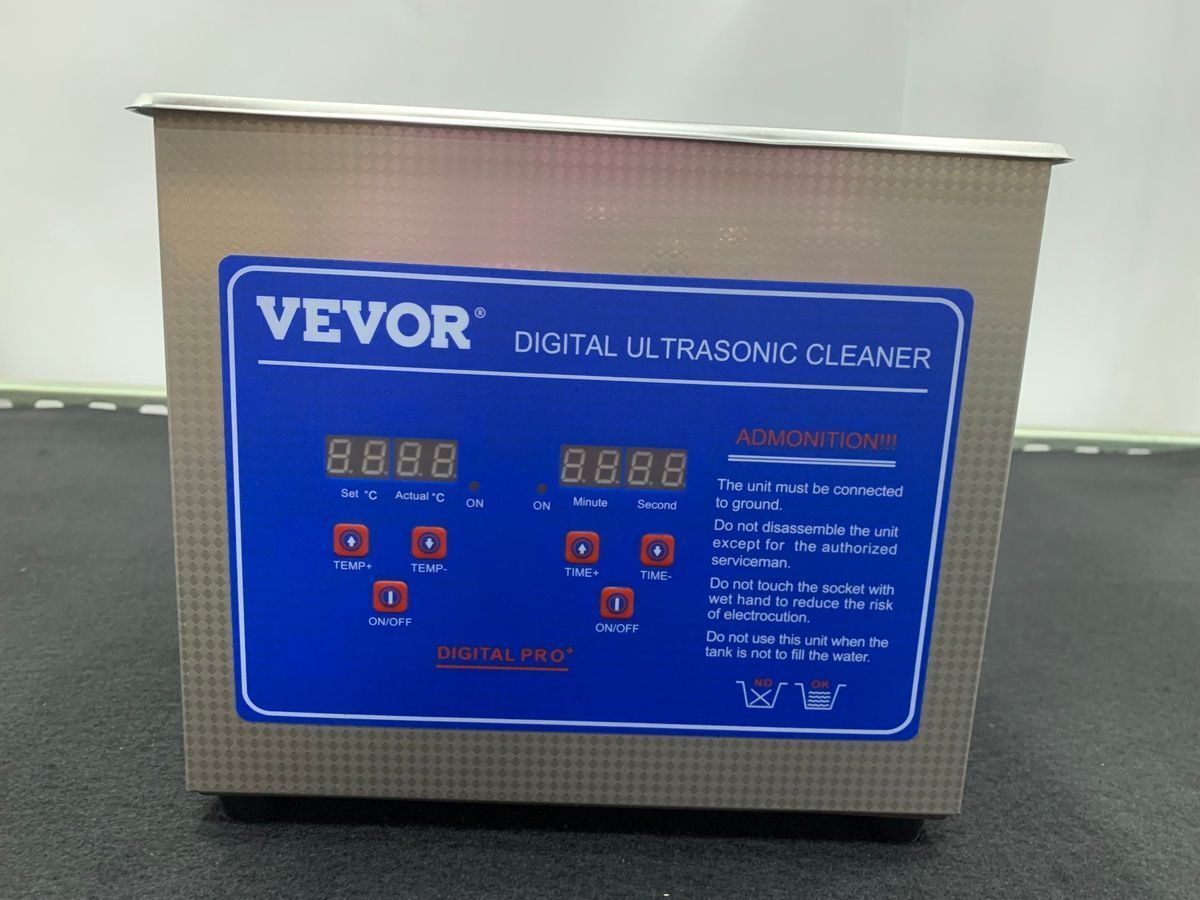 VEVOR®
DIGITAL ULTRASONIC CLEANER
Set °C
Actual °C
ON
ON
Minute
Second
TEMP+
TEMP-
ON/OFF
TIME+
TIME-
ON/OFF
DIGITAL PRO+
ADMONITION!!!
The unit must be connected
to ground.
Do not disassemble the unit
except for the authorized
serviceman.
Do not touch the socket with
wet hand to reduce the risk
of electrocution.
Do not use this unit when the
tank is not to fill the water.
NO
OK